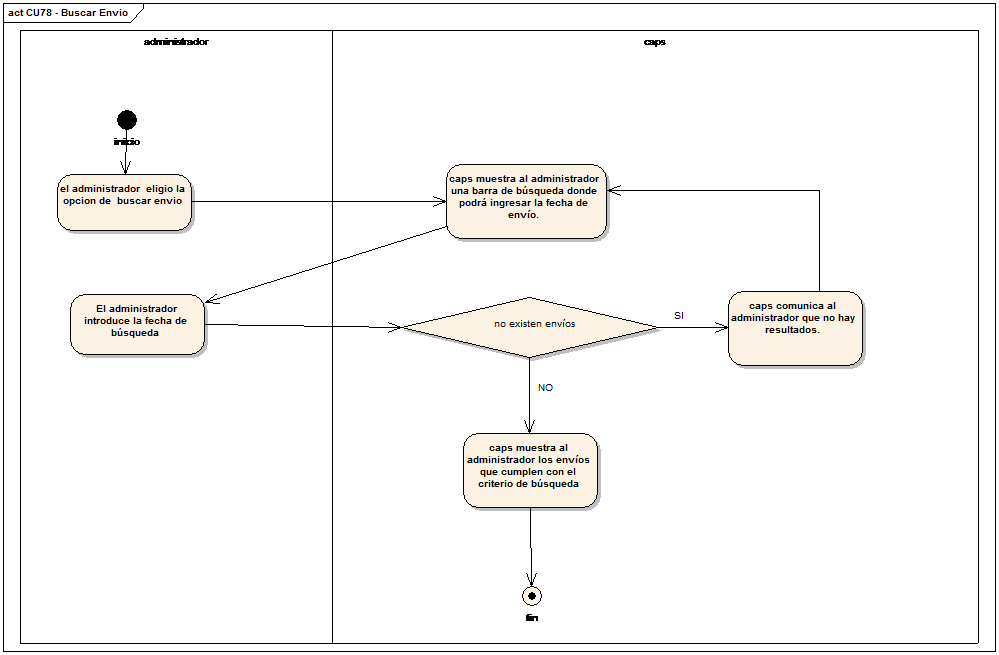 act CU78 - Buscar Envio
administrador
caps
inicio
el administrador eligio la
opcion de buscar envio
caps muestra al administrador
una barra de búsqueda donde
podrá ingresar la fecha de
envío.
El administrador
introduce la fecha de
búsqueda
no existen envíos
SI
caps comunica al
administrador que no hay
resultados.
NO
caps muestra al
administrador los envíos
que cumplen con el
criterio de búsqueda
fin